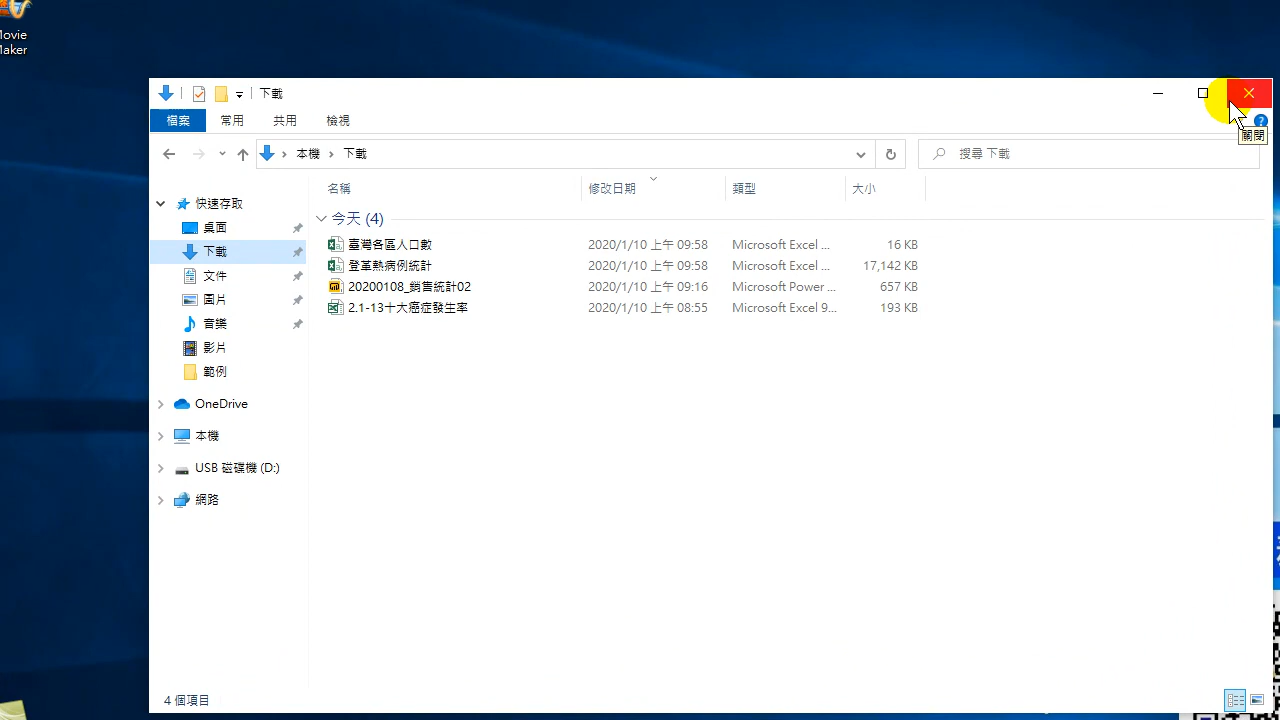 Movie
Maker
下載
檔案 常用 共用 檢視
本機 › 下載
搜尋 下載
關閉
名稱 修改日期 類型 大小
今天 (4)
臺灣各區人口數 2020/1/10 上午 09:58 Microsoft Excel ... 16 KB
登革熱病例統計 2020/1/10 上午 09:58 Microsoft Excel ... 17,142 KB
20200108_銷售統計02 2020/1/10 上午 09:16 Microsoft Power ... 657 KB
2.1-13十大癌症發生率 2020/1/10 上午 08:55 Microsoft Excel 9... 193 KB
快速存取
桌面
下載
文件
圖片
音樂
影片
範例
OneDrive
本機
USB 磁碟機 (D:)
網路
4 個項目